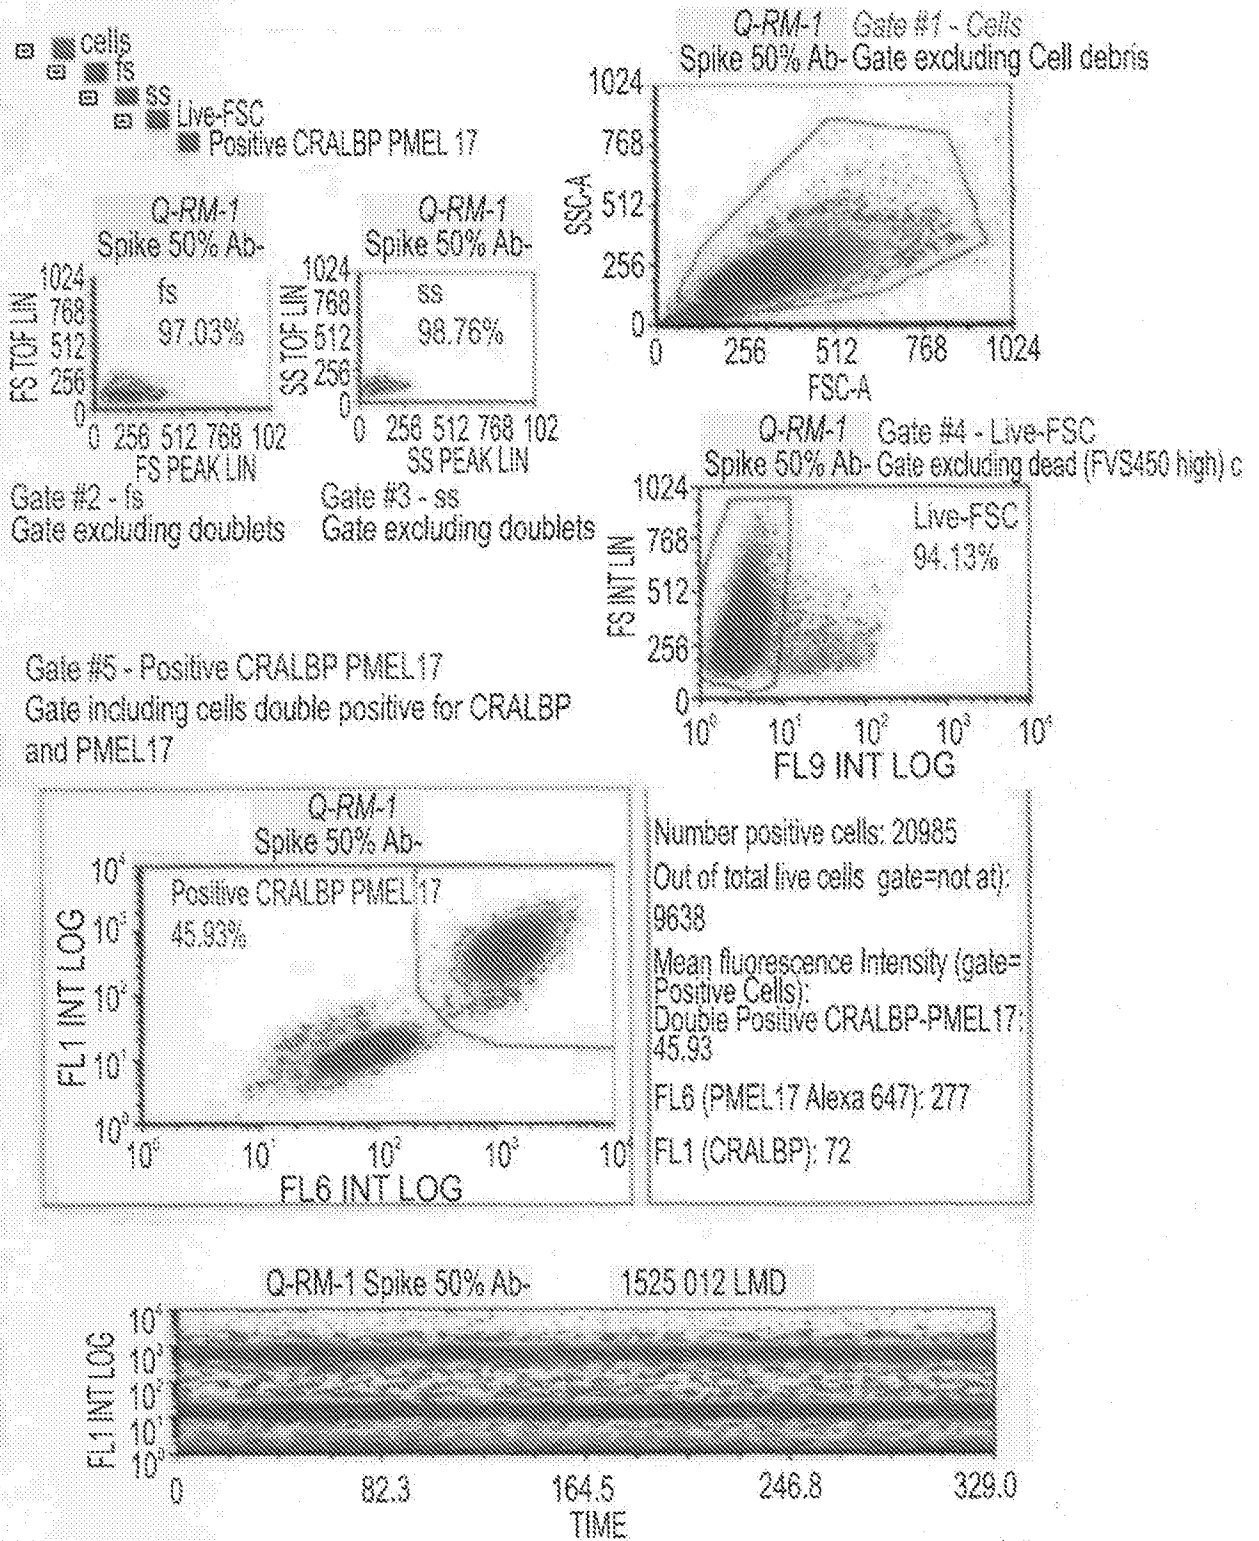 cells
fs
ss
Live-FSC
Positive CRALBP PMEL 17
Q-RM-1 Gate #1 - Cells
Spike 50% Ab- Gate excluding Cell debris
1024
768
512
256
0
SSC-A
0 256 512 768 1024
FSC-A
Q-RM-1
Spike 50% Ab-
1024
768
512
256
0
FS TOF LIN
fs
97.03%
0 256 512 768 102
FS PEAK LIN
Gate #2 - fs
Gate excluding doublets
Q-RM-1
Spike 50% Ab-
1024
768
512
256
0
SS TOF LIN
ss
98.76%
0 256 512 768 102
SS PEAK LIN
Gate #3 - ss
Gate excluding doublets
Q-RM-1 Gate #4 - Live-FSC
Spike 50% Ab- Gate excluding dead (FVS450 high) c
1024
768
512
256
0
FS INT LIN
Live-FSC
94.13%
10⁰ 10¹ 10² 10³ 10⁴
FL9 INT LOG
Gate #5 - Positive CRALBP PMEL17
Gate including cells double positive for CRALBP
and PMEL17
Q-RM-1
Spike 50% Ab-
10⁴
10³
10²
10¹
10⁰
FL1 INT LOG
Positive CRALBP PMEL 17
45.93%
10⁰ 10¹ 10² 10³ 10
FL6 INT LOG
Number positive cells: 20985
Out of total live cells gate=not at):
9638
Mean fluorescence Intensity (gate=
Positive Cells):
Double Positive CRALBP-PMEL17:
45.93
FL6 (PMEL17 Alexa 647): 277
FL1 (CRALBP): 72
Q-RM-1 Spike 50% Ab- 1525 012 LMD
10⁴
10³
10²
10¹
10⁰
FL1 INT LOG
0 82.3 164.5 246.8 329.0
TIME